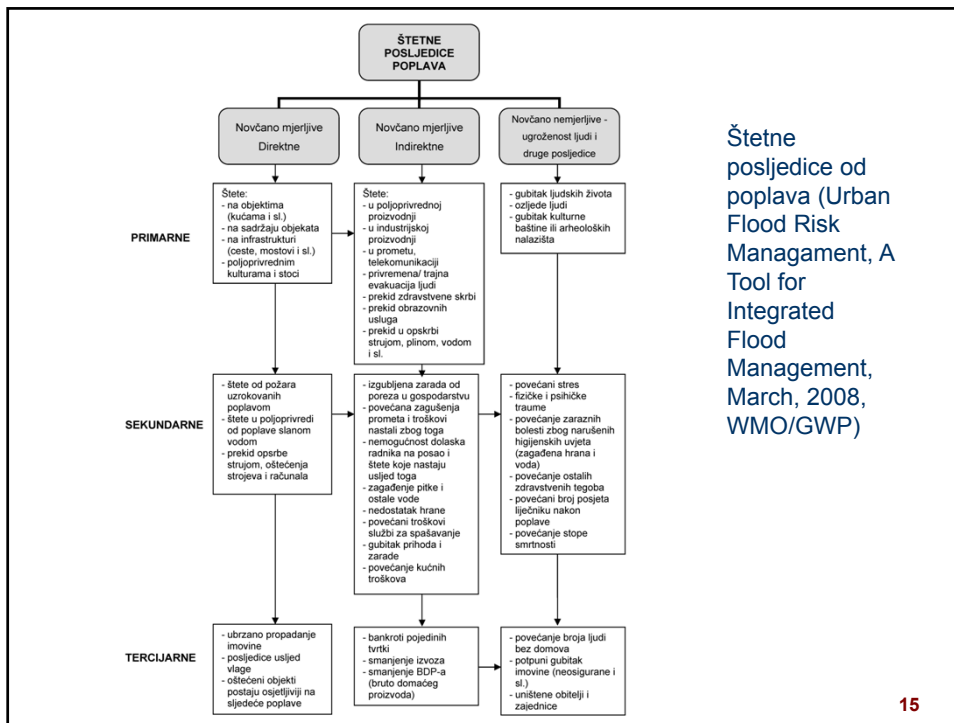 ŠTETNE
POSLJEDICE
POPLAVA
Novčano mjerljive
Direktne
Novčano mjerljive
Indirektne
Novčano nemjerljive -
ugroženost ljudi i
druge posljedice
PRIMARNE
Štete:
- na objektima
(kućama i sl.)
- na sadržaju objekata
- na infrastrukturi
(ceste, mostovi i sl.)
- poljoprivrednim
kulturama i stoci
Štete:
- u poljoprivrednoj
proizvodnji
- u industrijskoj
proizvodnji
- u prometu,
telekomunikaciji
- privremena/ trajna
evakuacija ljudi
- prekid zdravstvene skrbi
- prekid obrazovnih
usluga
- prekid u opskrbi
strujom, plinom, vodom
i sl.
- gubitak ljudskih života
- ozljede ljudi
- gubitak kulturne
baštine ili arheoloških
nalazišta
SEKUNDARNE
- štete od požara
uzrokovanih
poplavom
- štete u poljoprivredi
od poplave slanom
vodom
- prekid opsrbe
strujom, oštećenja
strojeva i računala
- izgubljena zarada od
poreza u gospodarstvu
- povećana zagušenja
prometa i troškovi
nastali zbog toga
- nemogućnost dolaska
radnika na posao i
štete koje nastaju
usljed toga
- zagađenje pitke i
ostale vode
- nedostatak hrane
- povećani troškovi
službi za spašavanje
- gubitak prihoda i
zarade
- povećanje kućnih
troškova
- povećani stres
- fizičke i psihičke
traume
- povećanje zaraznih
bolesti zbog narušenih
higijenskih uvjeta
(zagađena hrana i
voda)
- povećanje ostalih
zdravstvenih tegoba
- povećani broj posjeta
liječniku nakon
poplave
- povećanje stope
smrtnosti
TERCIJARNE
- ubrzano propadanje
imovine
- posljedice usljed
vlage
- oštećeni objekti
postaju osjetljiviji na
sljedeće poplave
- bankroti pojedinih
tvrtki
- smanjenje izvoza
- smanjenje BDP-a
(bruto domaćeg
proizvoda)
- povećanje broja ljudi
bez domova
- potpuni gubitak
imovine (neosigurane i
sl.)
- uništene obitelji i
zajednice
Štetne
posljedice od
poplava (Urban
Flood Risk
Managament, A
Tool for
Integrated
Flood
Management,
March, 2008,
WMO/GWP)
15